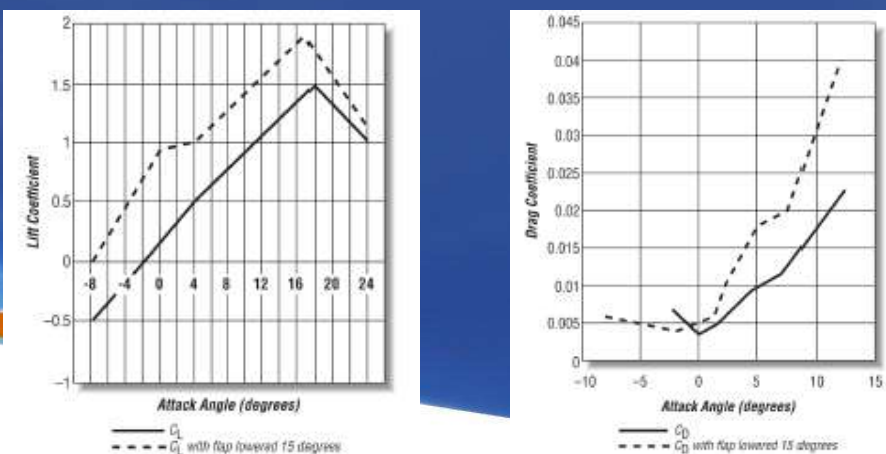 2
1.5
1
0.5
0
-8 -4 0 4 8 12 16 20 24
–0.5
–1
Lift Coefficient
Attack Angle (degrees)
CL
CL with flap lowered 15 degrees
0.045
0.04
0.035
0.03
0.025
0.02
0.015
0.01
0.005
0
–10 –5 0 5 10 15
Drag Coefficient
Attack Angle (degrees)
CD
CD with flap lowered 15 degrees